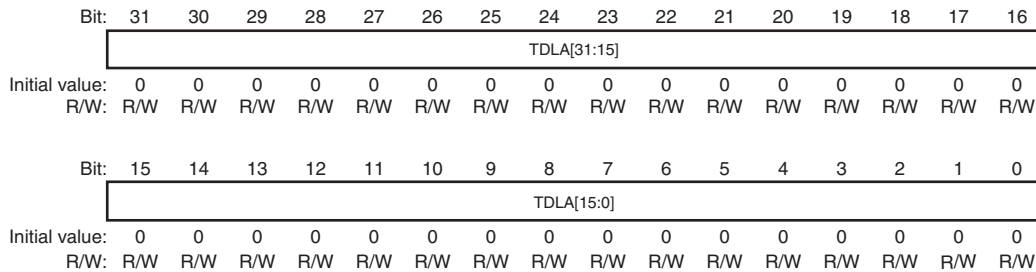 Bit: 31 30 29 28 27 26 25 24 23 22 21 20 19 18 17 16
TDLA[31:15]
Initial value: 0 0 0 0 0 0 0 0 0 0 0 0 0 0 0 0
R/W: R/W R/W R/W R/W R/W R/W R/W R/W R/W R/W R/W R/W R/W R/W R/W R/W
Bit: 15 14 13 12 11 10 9 8 7 6 5 4 3 2 1 0
TDLA[15:0]
Initial value: 0 0 0 0 0 0 0 0 0 0 0 0 0 0 0 0
R/W: R/W R/W R/W R/W R/W R/W R/W R/W R/W R/W R/W R/W R/W R/W R/W R/W